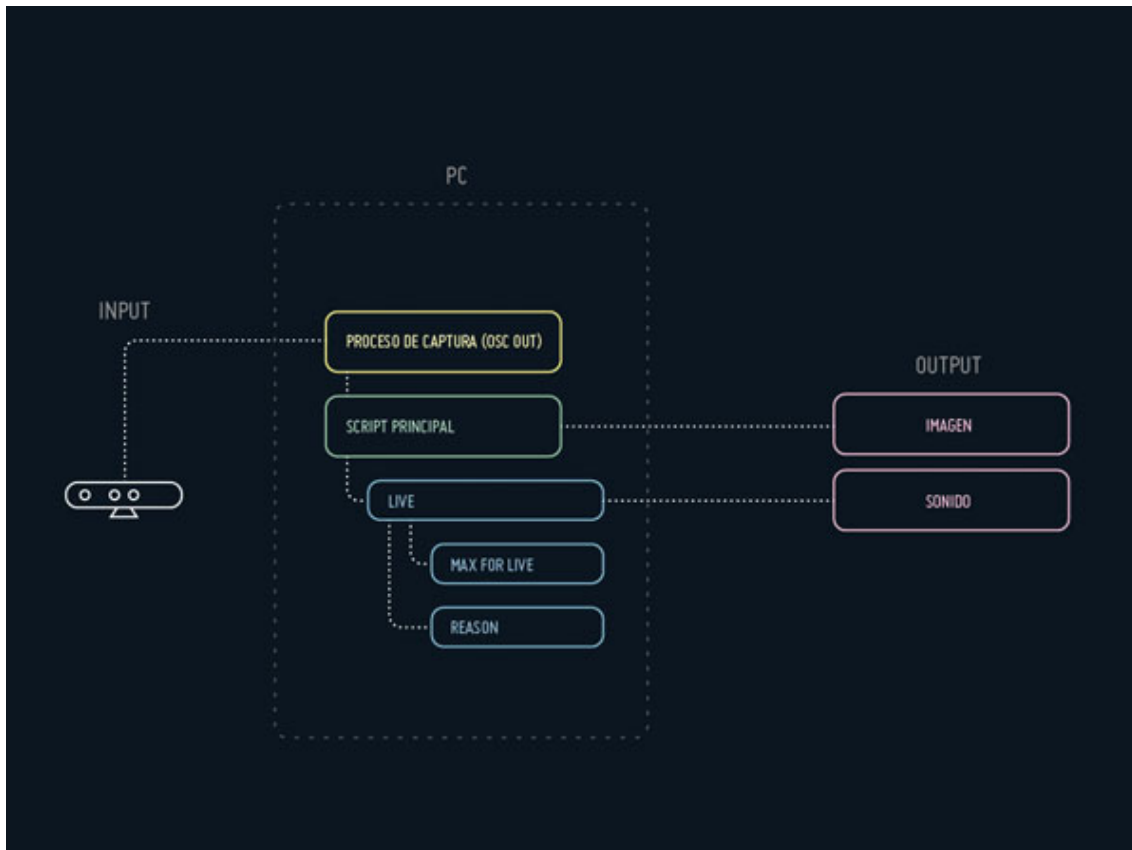 PC
INPUT
PROCESO DE CAPTURA (OSC OUT)
OUTPUT
SCRIPT PRINCIPAL
IMAGEN
LIVE
SONIDO
MAX FOR LIVE
REASON